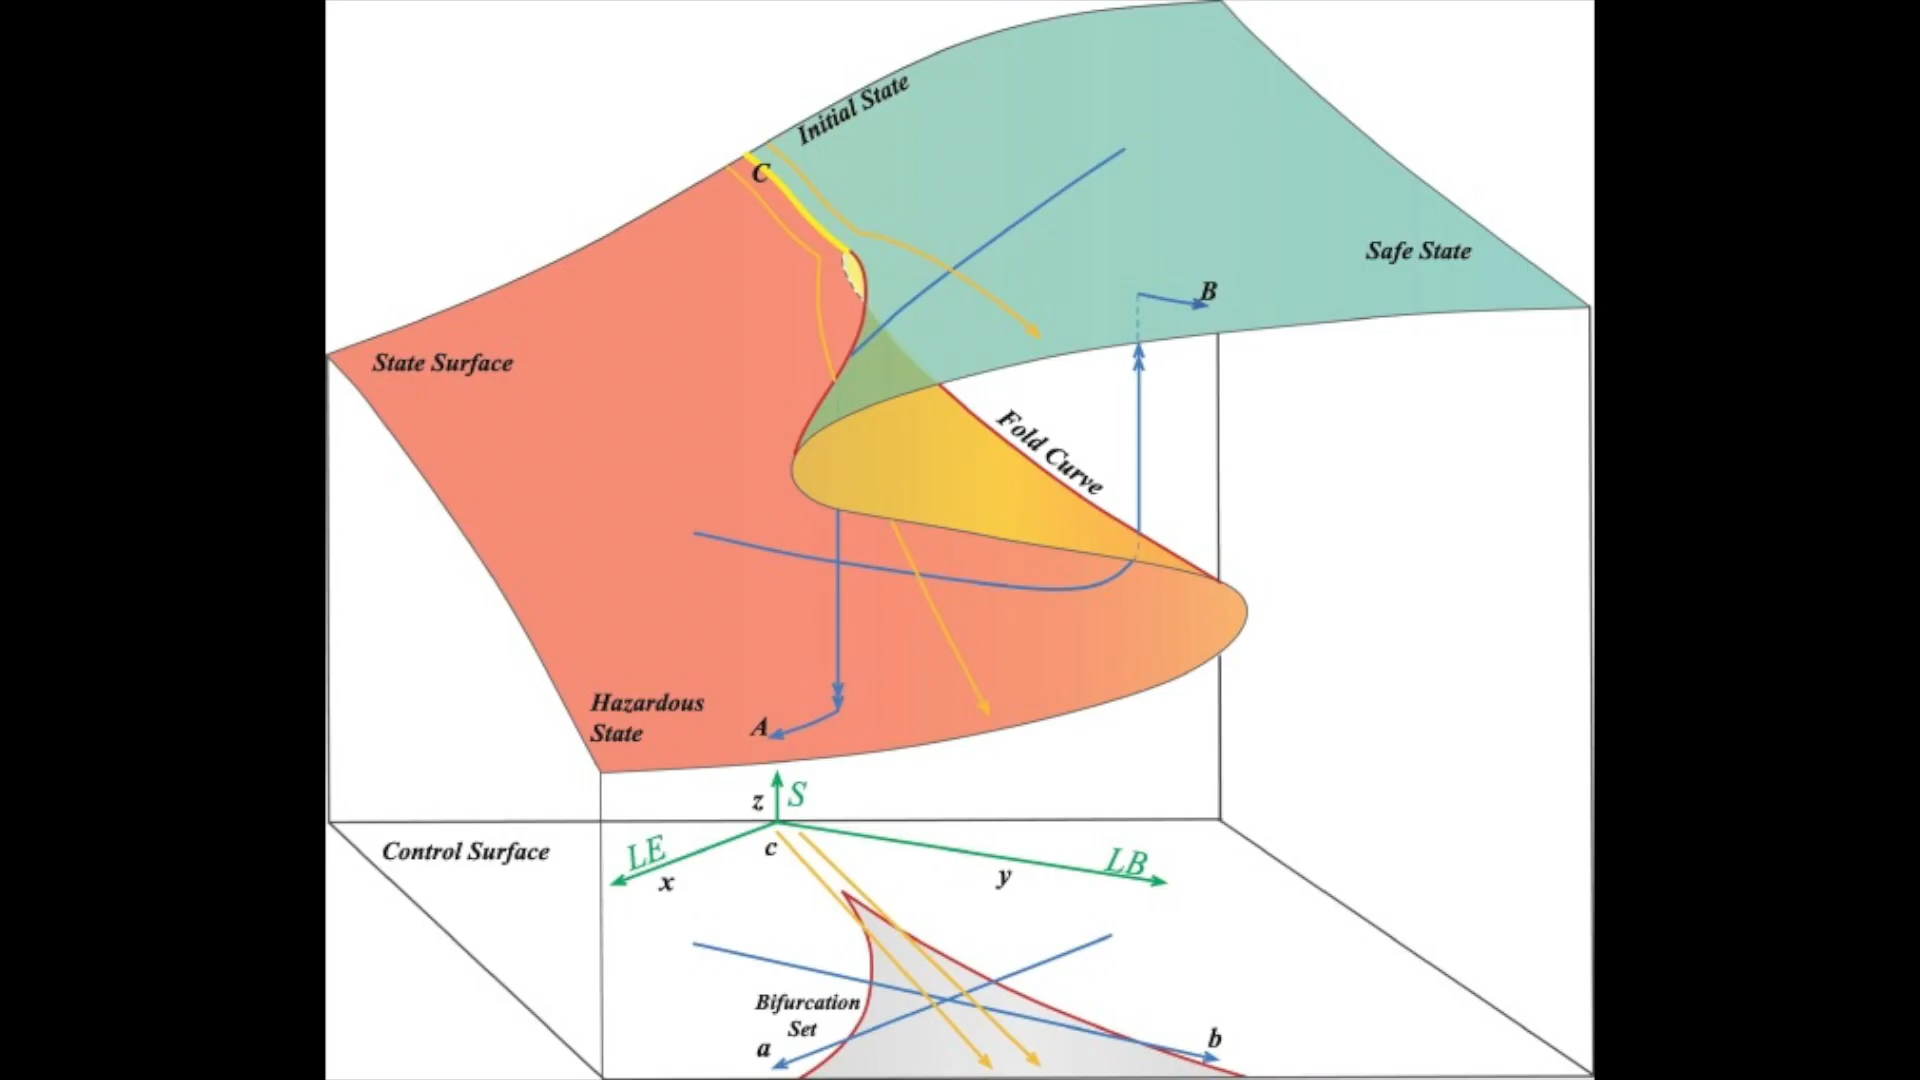 Initial State
C
Safe State
B
State Surface
Fold Curve
Hazardous
State
A
z
S
Control Surface
LE
x
c
y
LB
Bifurcation
Set
a
b